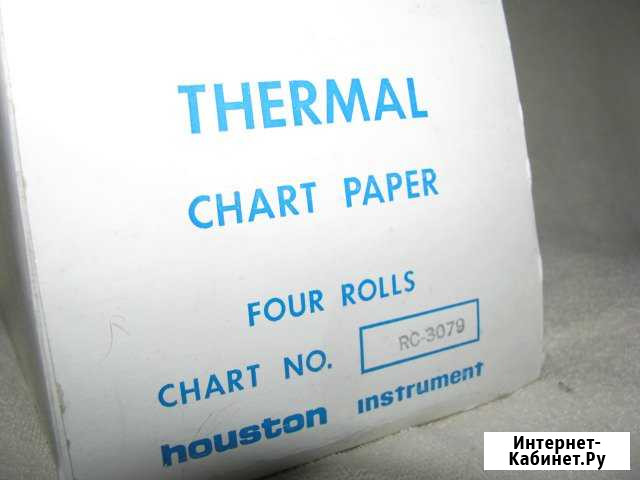 THERMAL
CHART PAPER
FOUR ROLLS
CHART NO. RC-3079
houston instrument
Интернет-
Кабинет.Ру